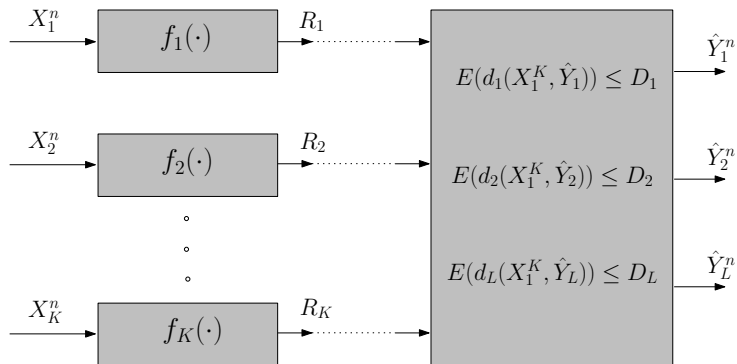 X_1^n f_1(·) R_1 E(d_1(X_1^K, Ŷ_1)) ≤ D_1 Ŷ_1^n
X_2^n f_2(·) R_2 E(d_2(X_1^K, Ŷ_2)) ≤ D_2 Ŷ_2^n
E(d_L(X_1^K, Ŷ_L)) ≤ D_L Ŷ_L^n
X_K^n f_K(·) R_K